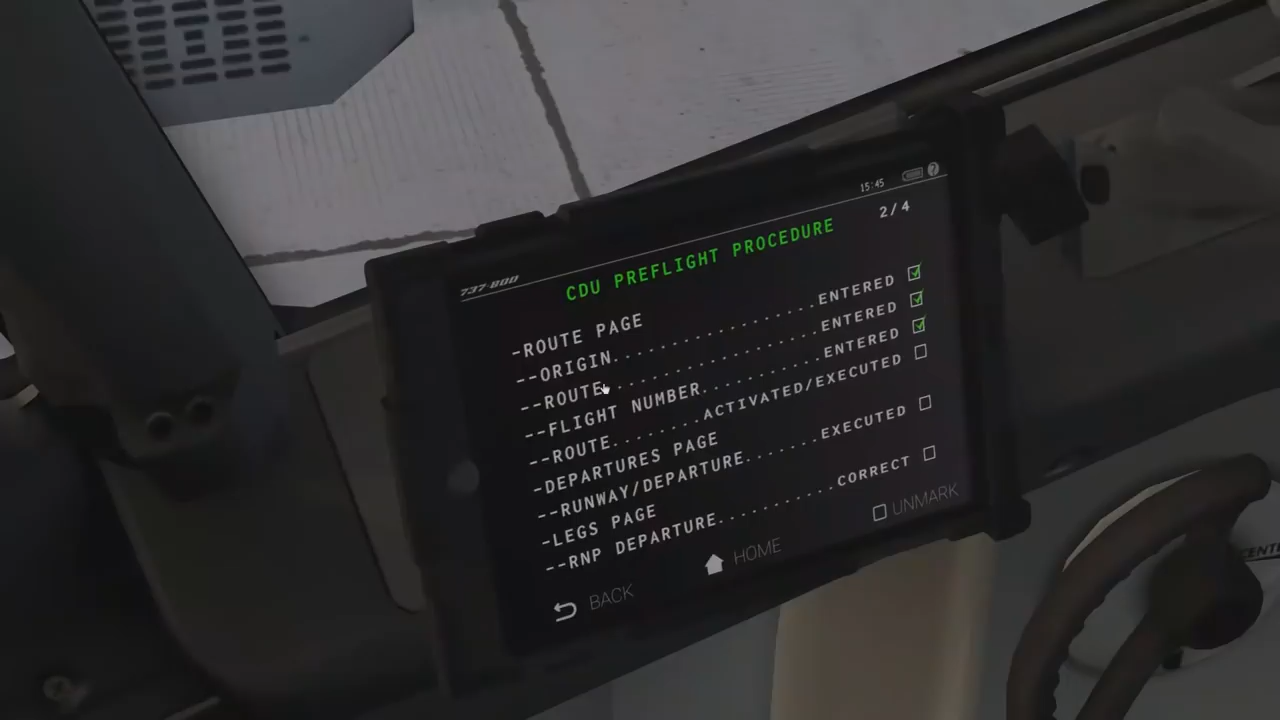 15:45
737-800
2/4
CDU PREFLIGHT PROCEDURE
-ROUTE PAGE
--ORIGIN....................ENTERED
--ROUTE.....................ENTERED
--FLIGHT NUMBER............ENTERED
--ROUTE........ACTIVATED/EXECUTED
-DEPARTURES PAGE
--RUNWAY/DEPARTURE.......EXECUTED
-LEGS PAGE
--RNP DEPARTURE............CORRECT
UNMARK
HOME
BACK